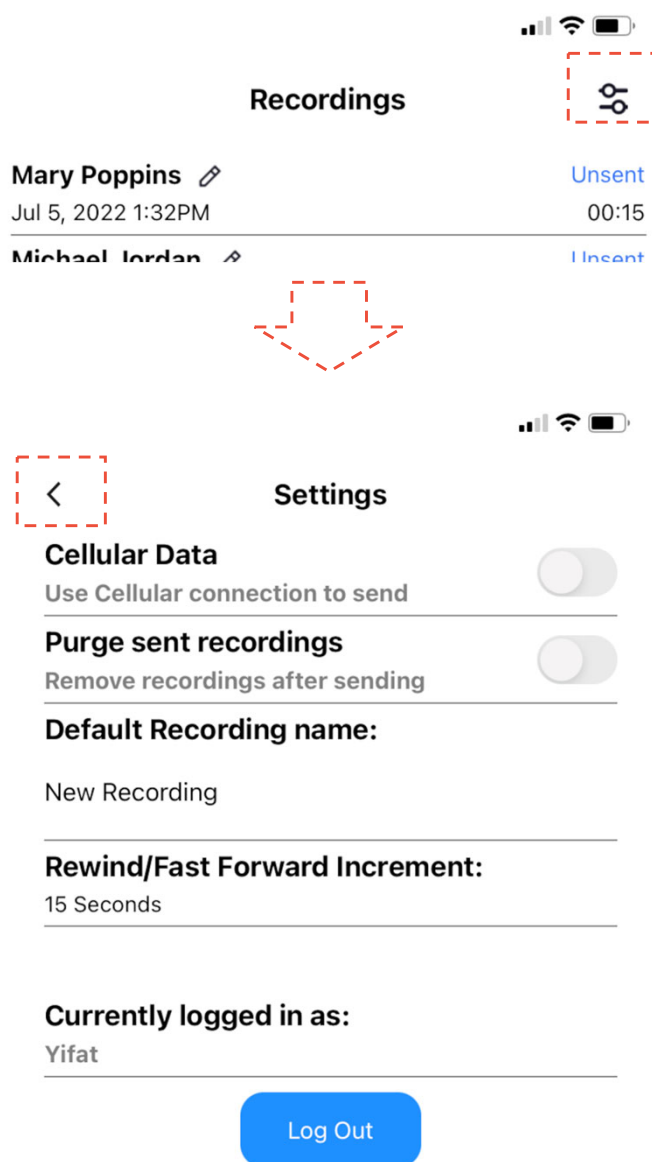 Recordings
Mary Poppins Unsent
Jul 5, 2022 1:32PM 00:15
Michael Jordan Unsent
Settings
Cellular Data
Use Cellular connection to send
Purge sent recordings
Remove recordings after sending
Default Recording name:
New Recording
Rewind/Fast Forward Increment:
15 Seconds
Currently logged in as:
Yifat
Log Out